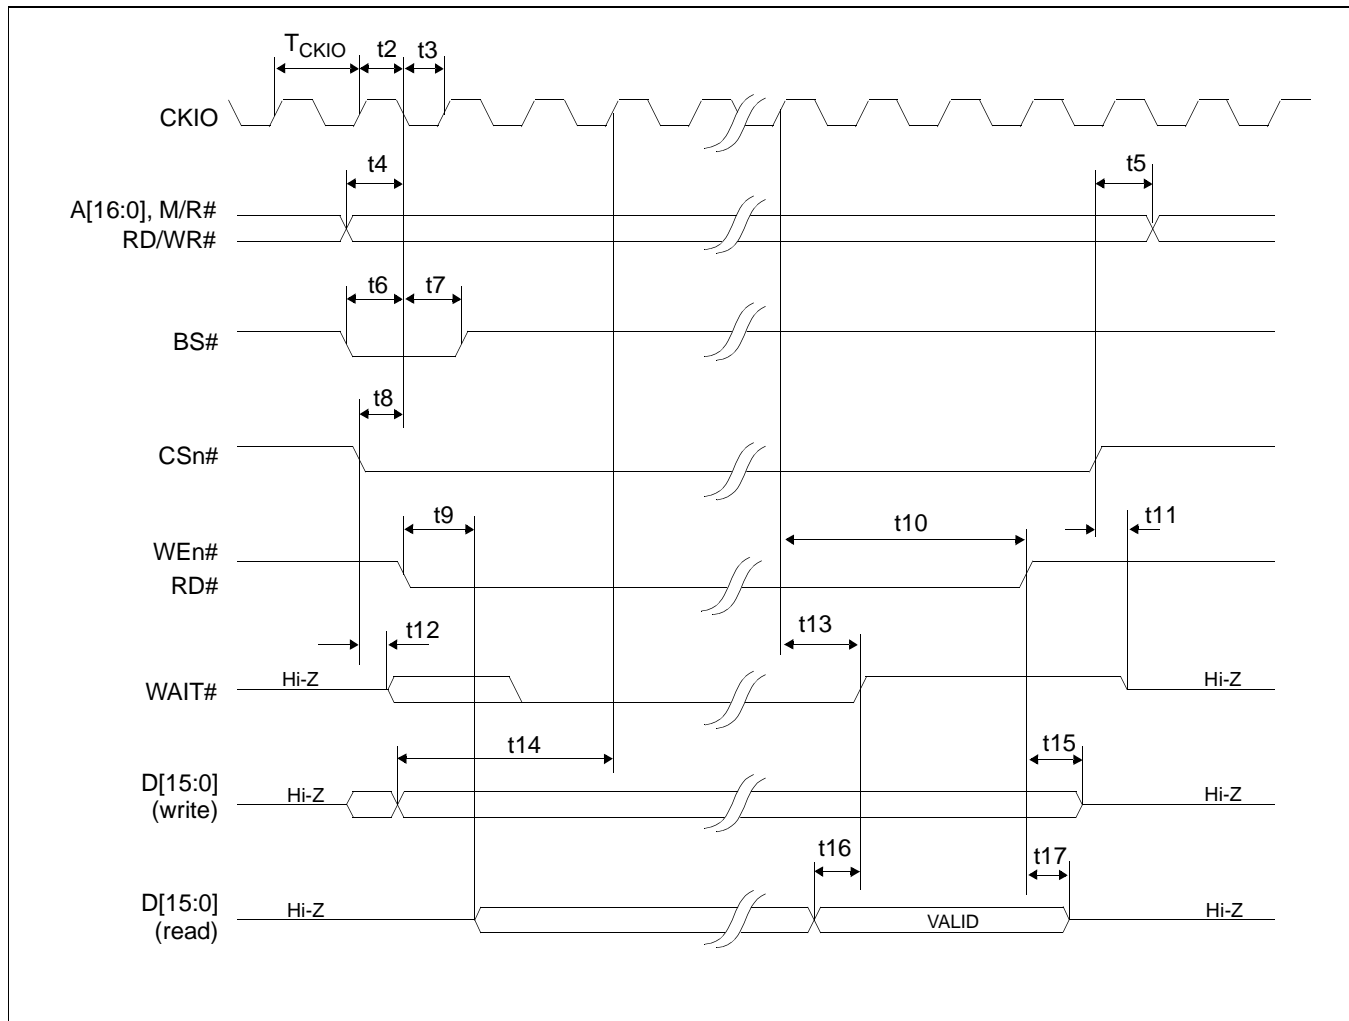 TCKIO t2 t3
CKIO
t4 t5
A[16:0], M/R#
RD/WR#
t6 t7
BS#
t8
CSn#
t9 t10 t11
WEn#
RD#
t12 t13
WAIT# Hi-Z Hi-Z
t14 t15
D[15:0]
(write) Hi-Z Hi-Z
t16 t17
D[15:0]
(read) Hi-Z VALID Hi-Z